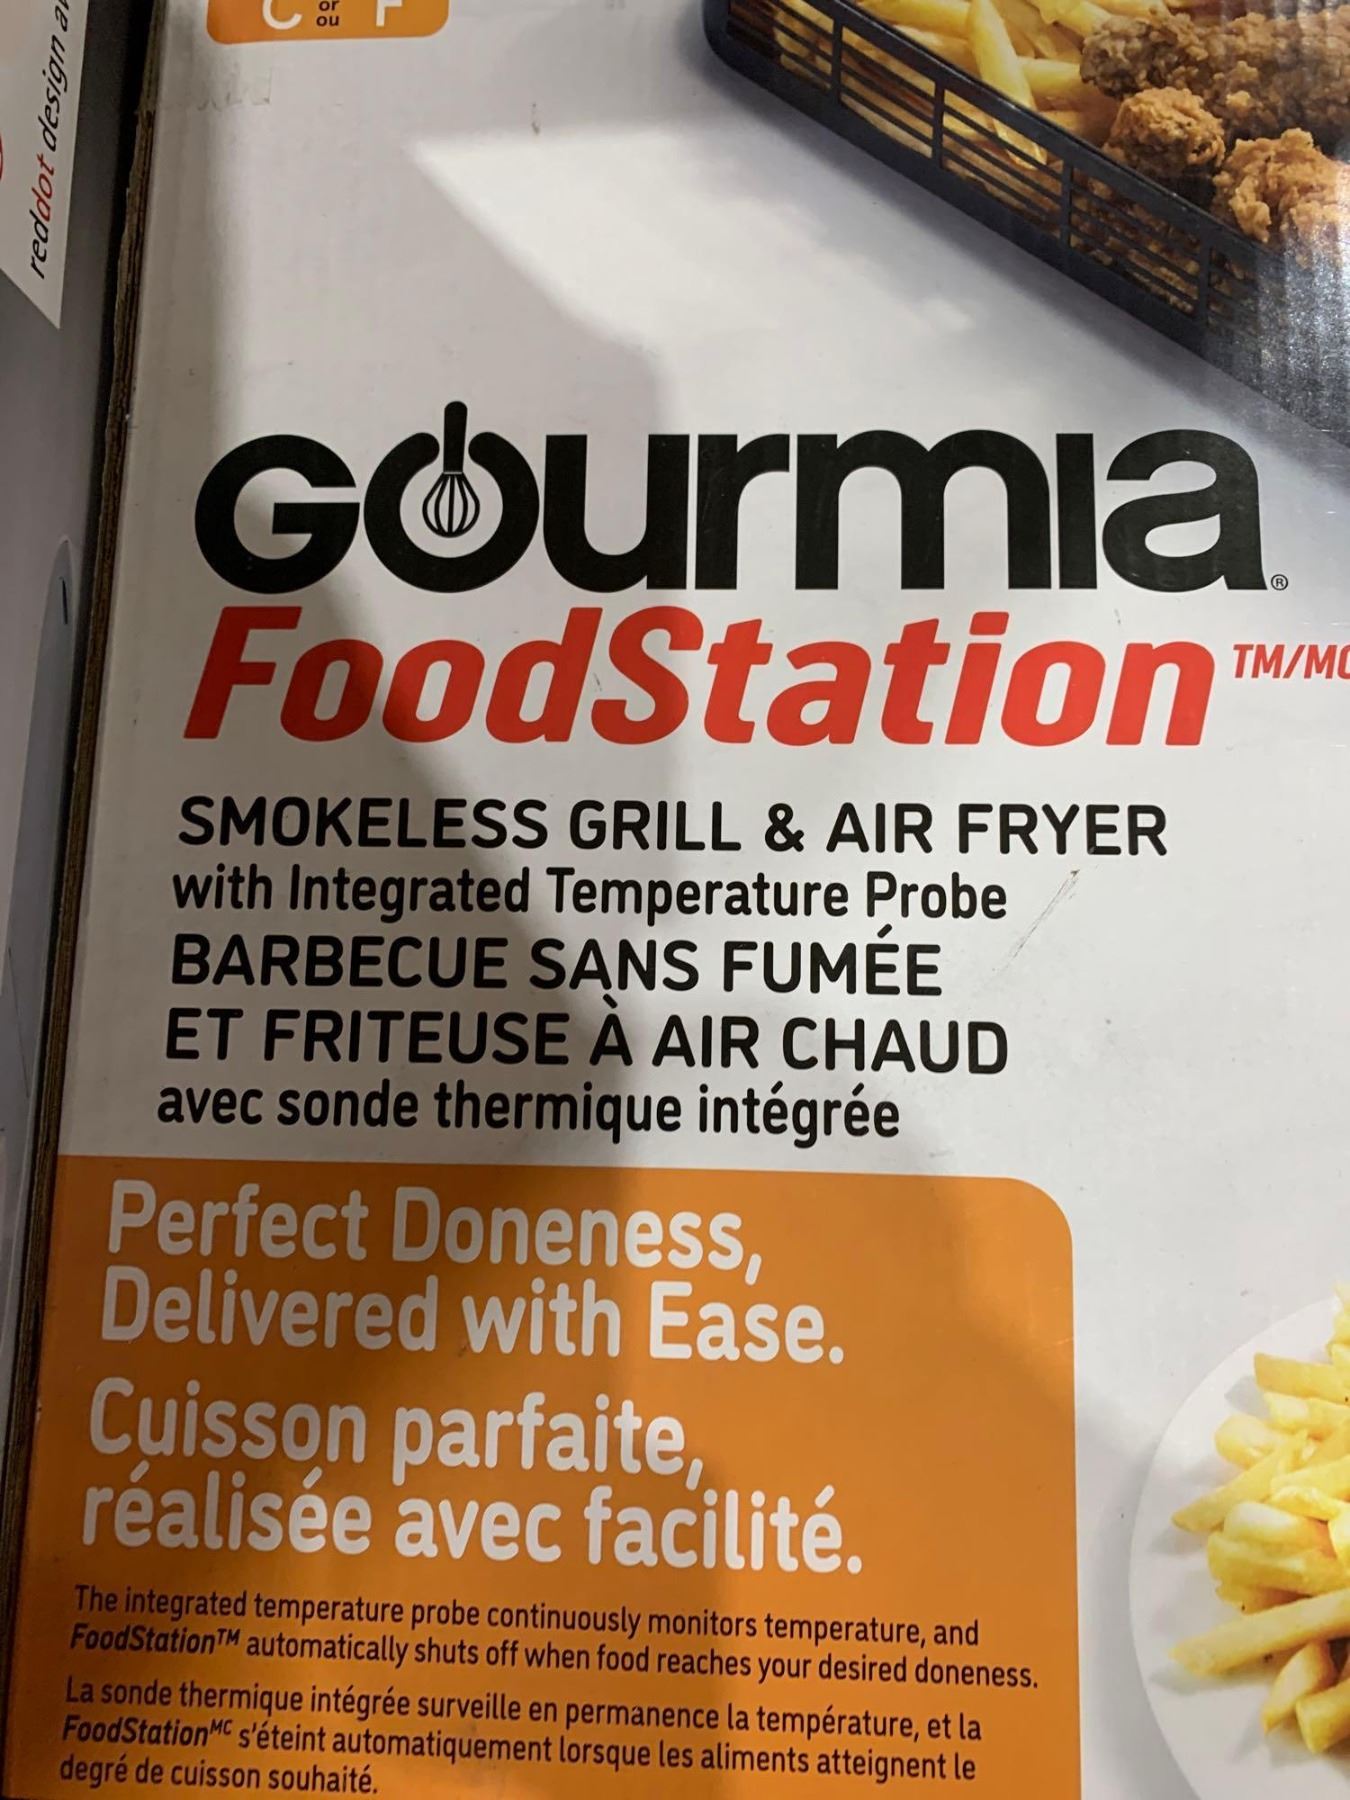 C or F
ou
reddot design
GOurmia®
FoodStation TM/MC
SMOKELESS GRILL & AIR FRYER
with Integrated Temperature Probe
BARBECUE SANS FUMÉE
ET FRITEUSE À AIR CHAUD
avec sonde thermique intégrée
Perfect Doneness,
Delivered with Ease.
Cuisson parfaite,
réalisée avec facilité.
The integrated temperature probe continuously monitors temperature, and
FoodStation™ automatically shuts off when food reaches your desired doneness.
La sonde thermique intégrée surveille en permanence la température, et la
FoodStationᴹᶜ s'éteint automatiquement lorsque les aliments atteignent le
degré de cuisson souhaité.